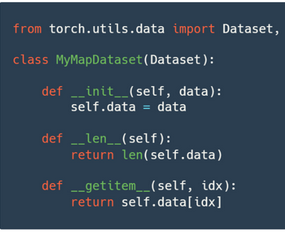 from torch.utils.data import Dataset,
class MyMapDataset(Dataset):
def __init__(self, data):
self.data = data
def __len__(self):
return len(self.data)
def __getitem__(self, idx):
return self.data[idx]